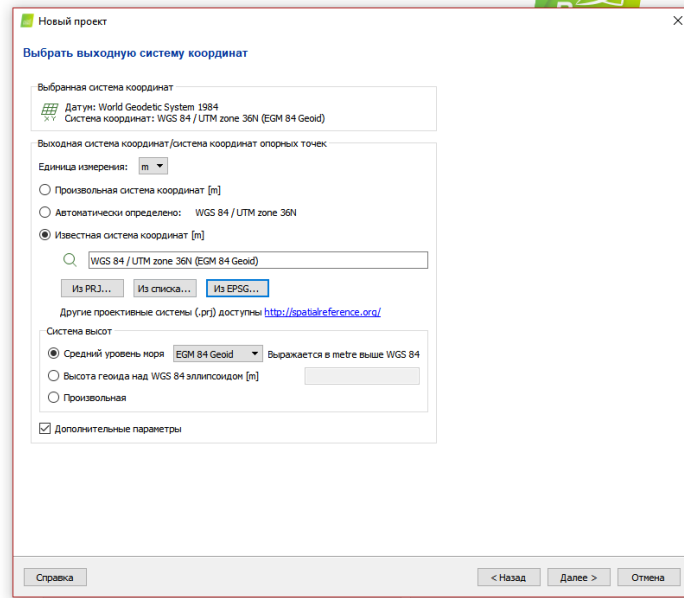 Новый проект
Выбрать выходную систему координат
Выбранная система координат
Датум: World Geodetic System 1984
Система координат: WGS 84 / UTM zone 36N (EGM 84 Geoid)
Выходная система координат/система координат опорных точек
Единица измерения: m
Произвольная система координат [m]
Автоматически определено: WGS 84 / UTM zone 36N
Известная система координат [m]
WGS 84 / UTM zone 36N (EGM 84 Geoid)
Из PRJ... Из списка... Из EPSG...
Другие проективные системы (.prj) доступны http://spatialreference.org/
Система высот
Средний уровень моря EGM 84 Geoid Выражается в metre выше WGS 84
Высота геоида над WGS 84 эллипсоидом [m]
Произвольная
Дополнительные параметры
Справка < Назад Далее > Отмена